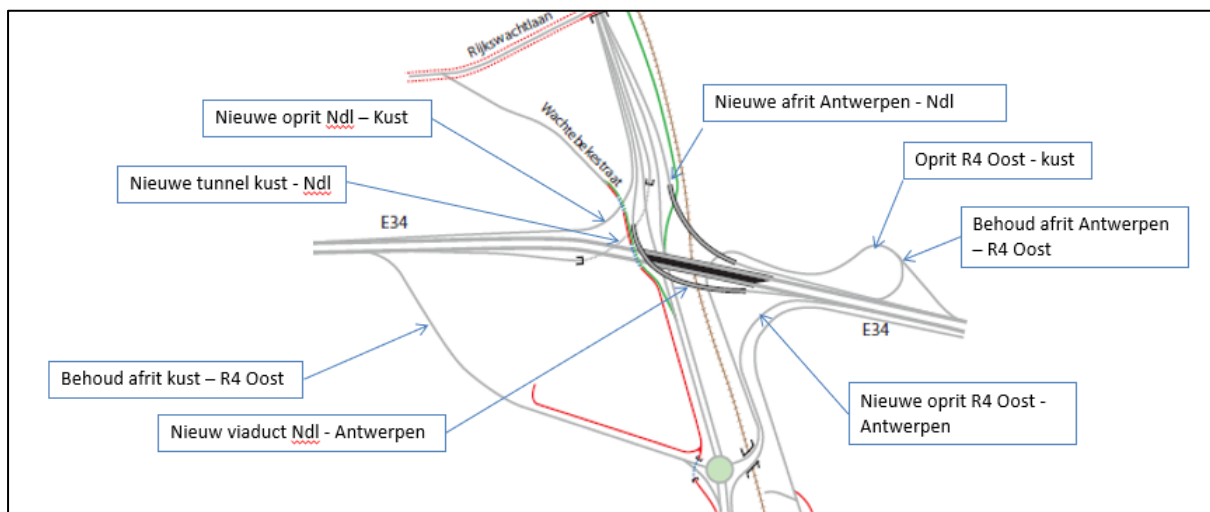 Rijkswachtlaan
Nieuwe oprit Ndl – Kust
Nieuwe afrit Antwerpen - Ndl
Wachtebekestraat
Oprit R4 Oost - kust
Nieuwe tunnel kust - Ndl
E34
Behoud afrit Antwerpen
– R4 Oost
E34
Behoud afrit kust – R4 Oost
Nieuwe oprit R4 Oost -
Antwerpen
Nieuw viaduct Ndl - Antwerpen